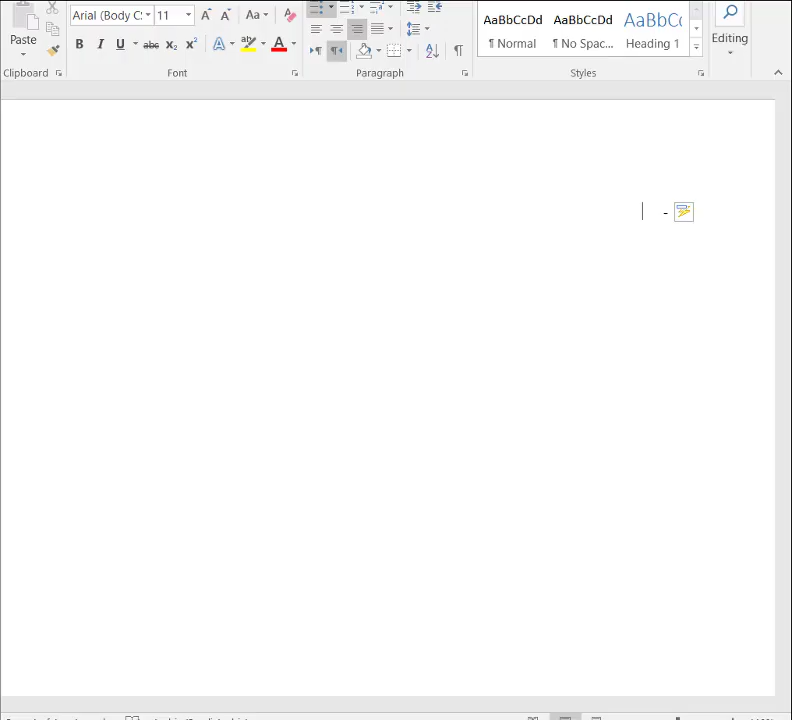 Arial (Body C 11 Aa
Paste
B I U abc X₂ X² A A
AaBbCcDd AaBbCcDd AaBbCc
¶ Normal ¶ No Spac... Heading 1
Editing
Clipboard Font Paragraph Styles
-